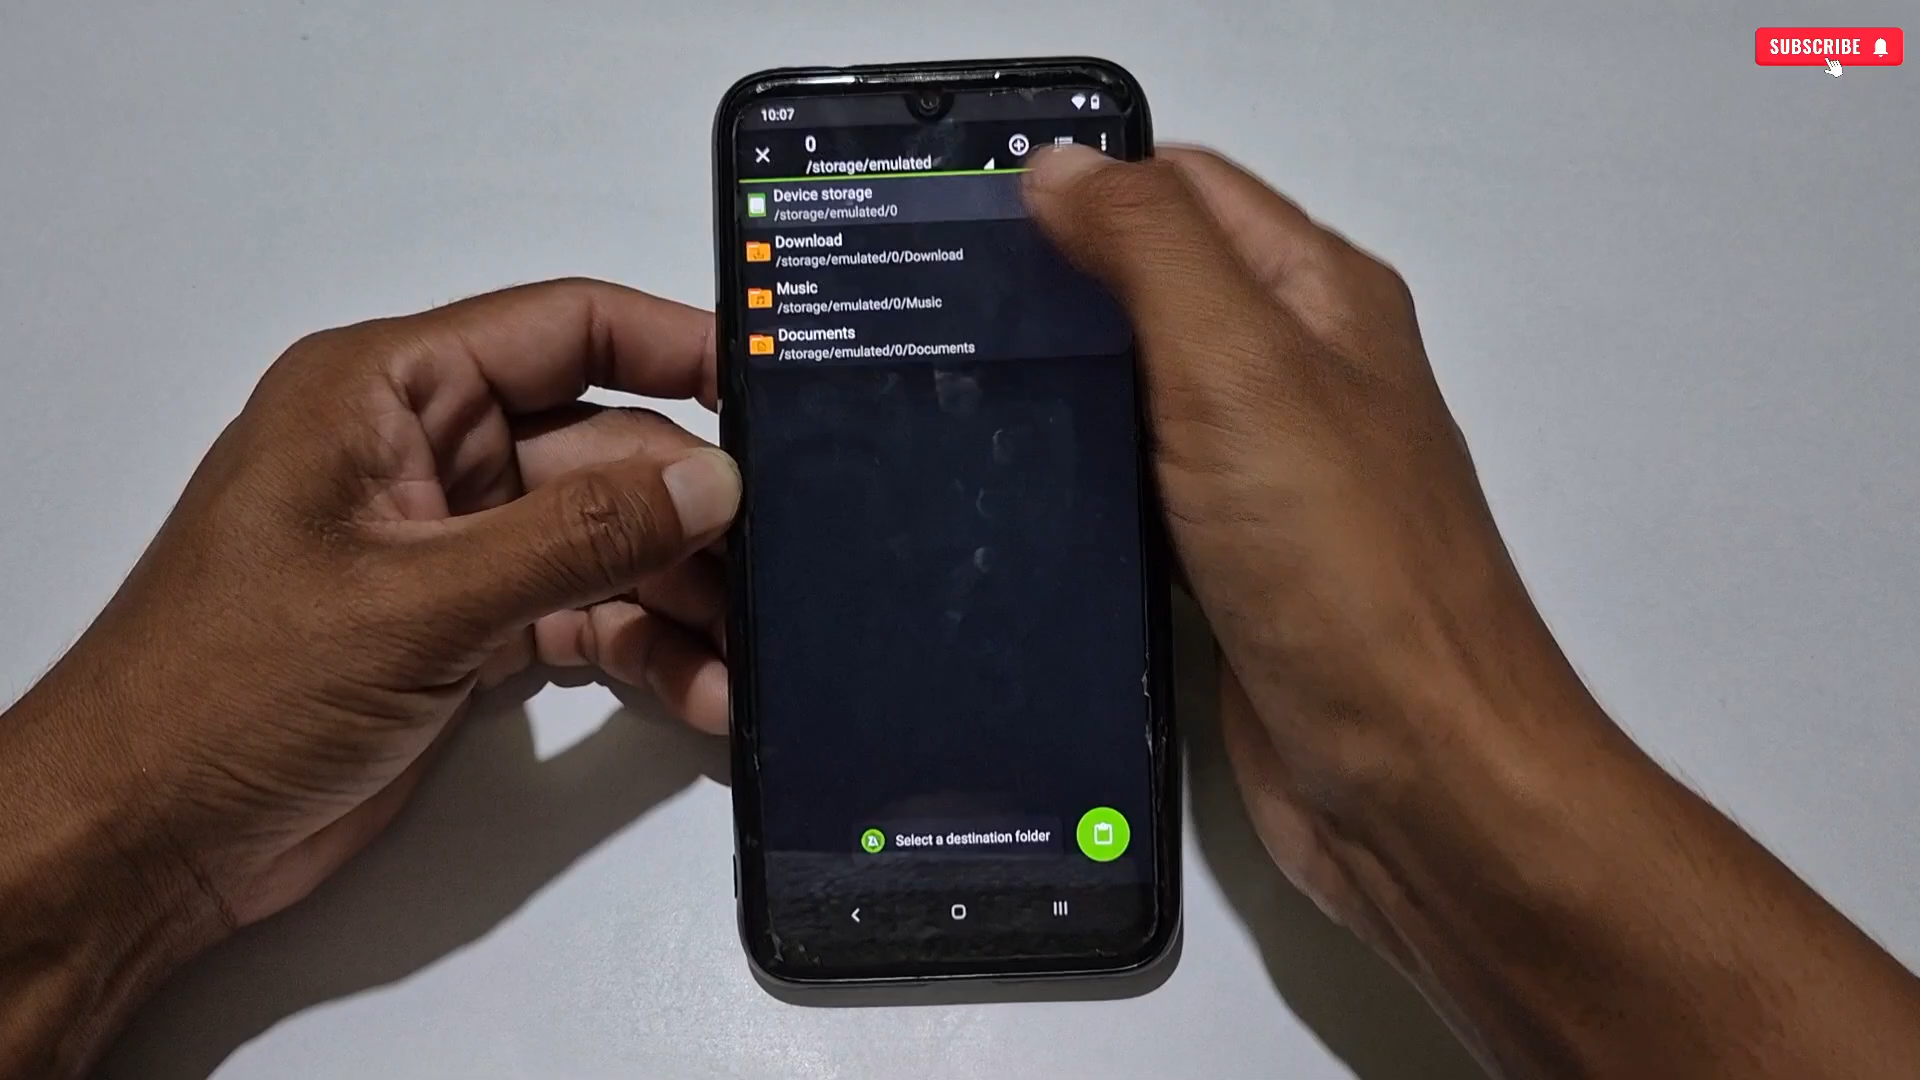 SUBSCRIBE
10:07
0
/storage/emulated
Device storage
/storage/emulated/0
Download
/storage/emulated/0/Download
Music
/storage/emulated/0/Music
Documents
/storage/emulated/0/Documents
ZA
Select a destination folder